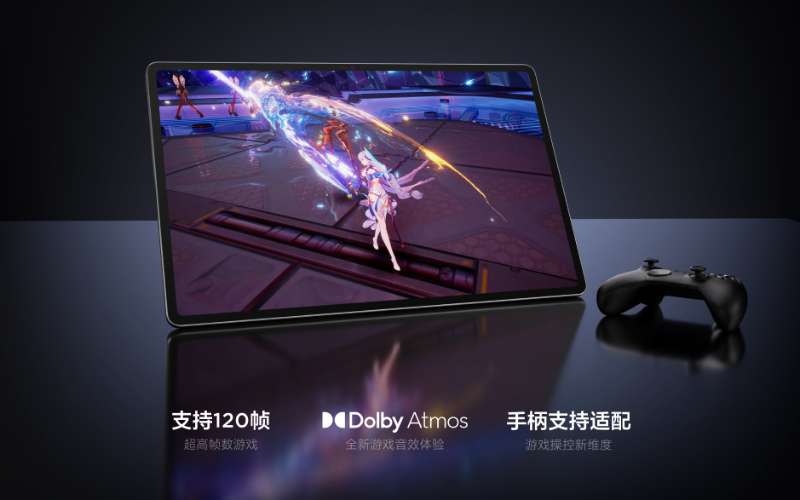 支持120帧
超高帧数游戏
Dolby Atmos
全新游戏音效体验
手柄支持适配
游戏操控新维度